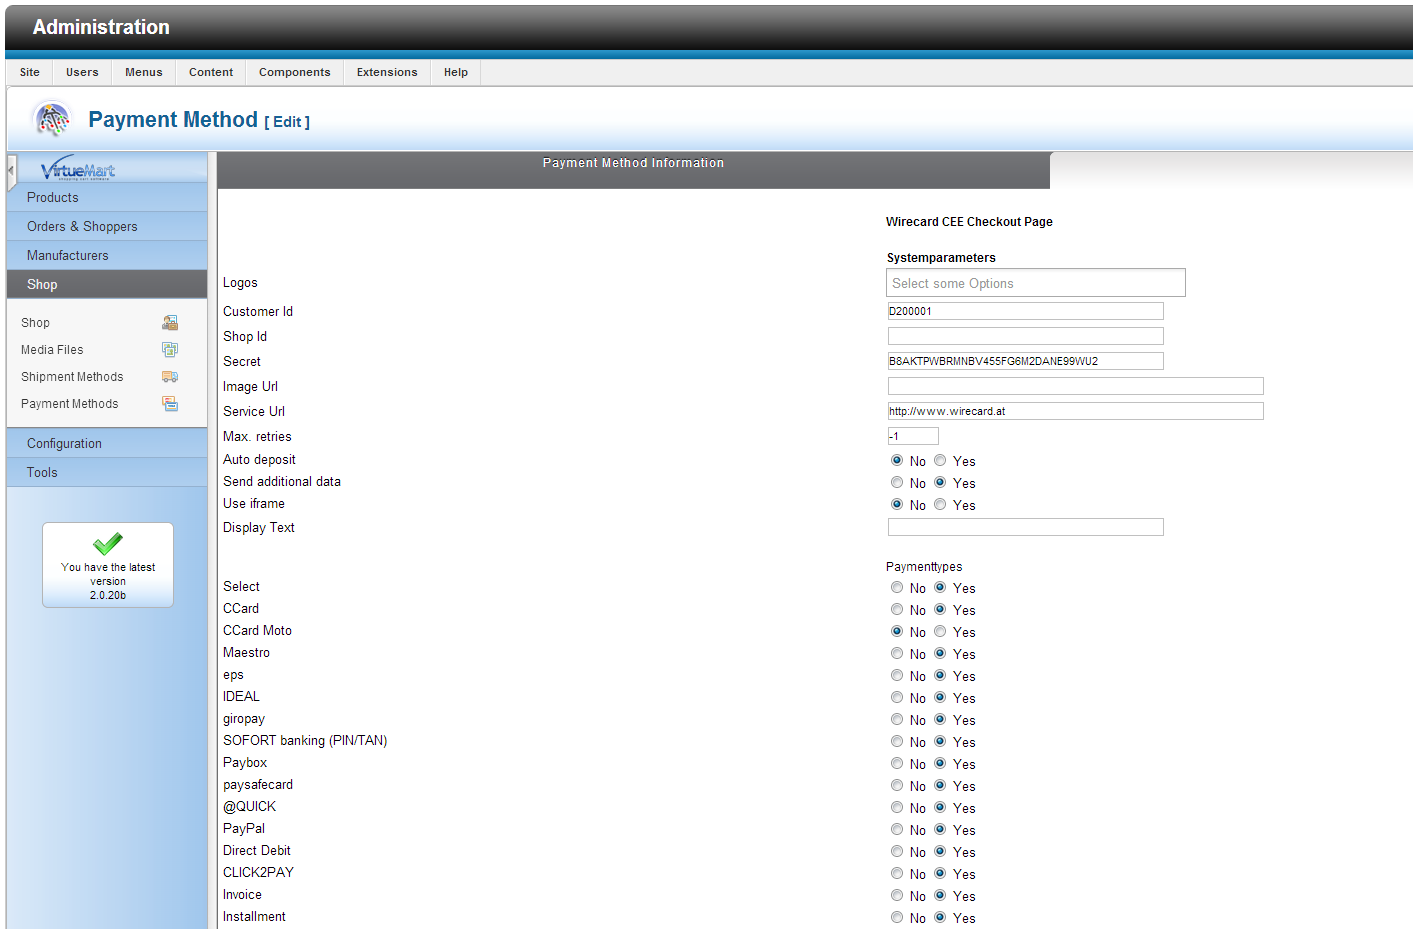 Administration
Site Users Menus Content Components Extensions Help
Payment Method [ Edit ]
VirtueMart
Products
Orders & Shoppers
Manufacturers
Shop
Shop
Media Files
Shipment Methods
Payment Methods
Configuration
Tools
You have the latest
version
2.0.20b
Payment Method Information
Wirecard CEE Checkout Page
Systemparameters
Logos Select some Options
Customer Id D200001
Shop Id
Secret B8AKTPWBRMNBV455FG6M2DANE99WU2
Image Url
Service Url http://www.wirecard.at
Max. retries -1
Auto deposit No Yes
Send additional data No Yes
Use iframe No Yes
Display Text
Paymenttypes
Select No Yes
CCard No Yes
CCard Moto No Yes
Maestro No Yes
eps No Yes
IDEAL No Yes
giropay No Yes
SOFORT banking (PIN/TAN) No Yes
Paybox No Yes
paysafecard No Yes
@QUICK No Yes
PayPal No Yes
Direct Debit No Yes
CLICK2PAY No Yes
Invoice No Yes
Installment No Yes